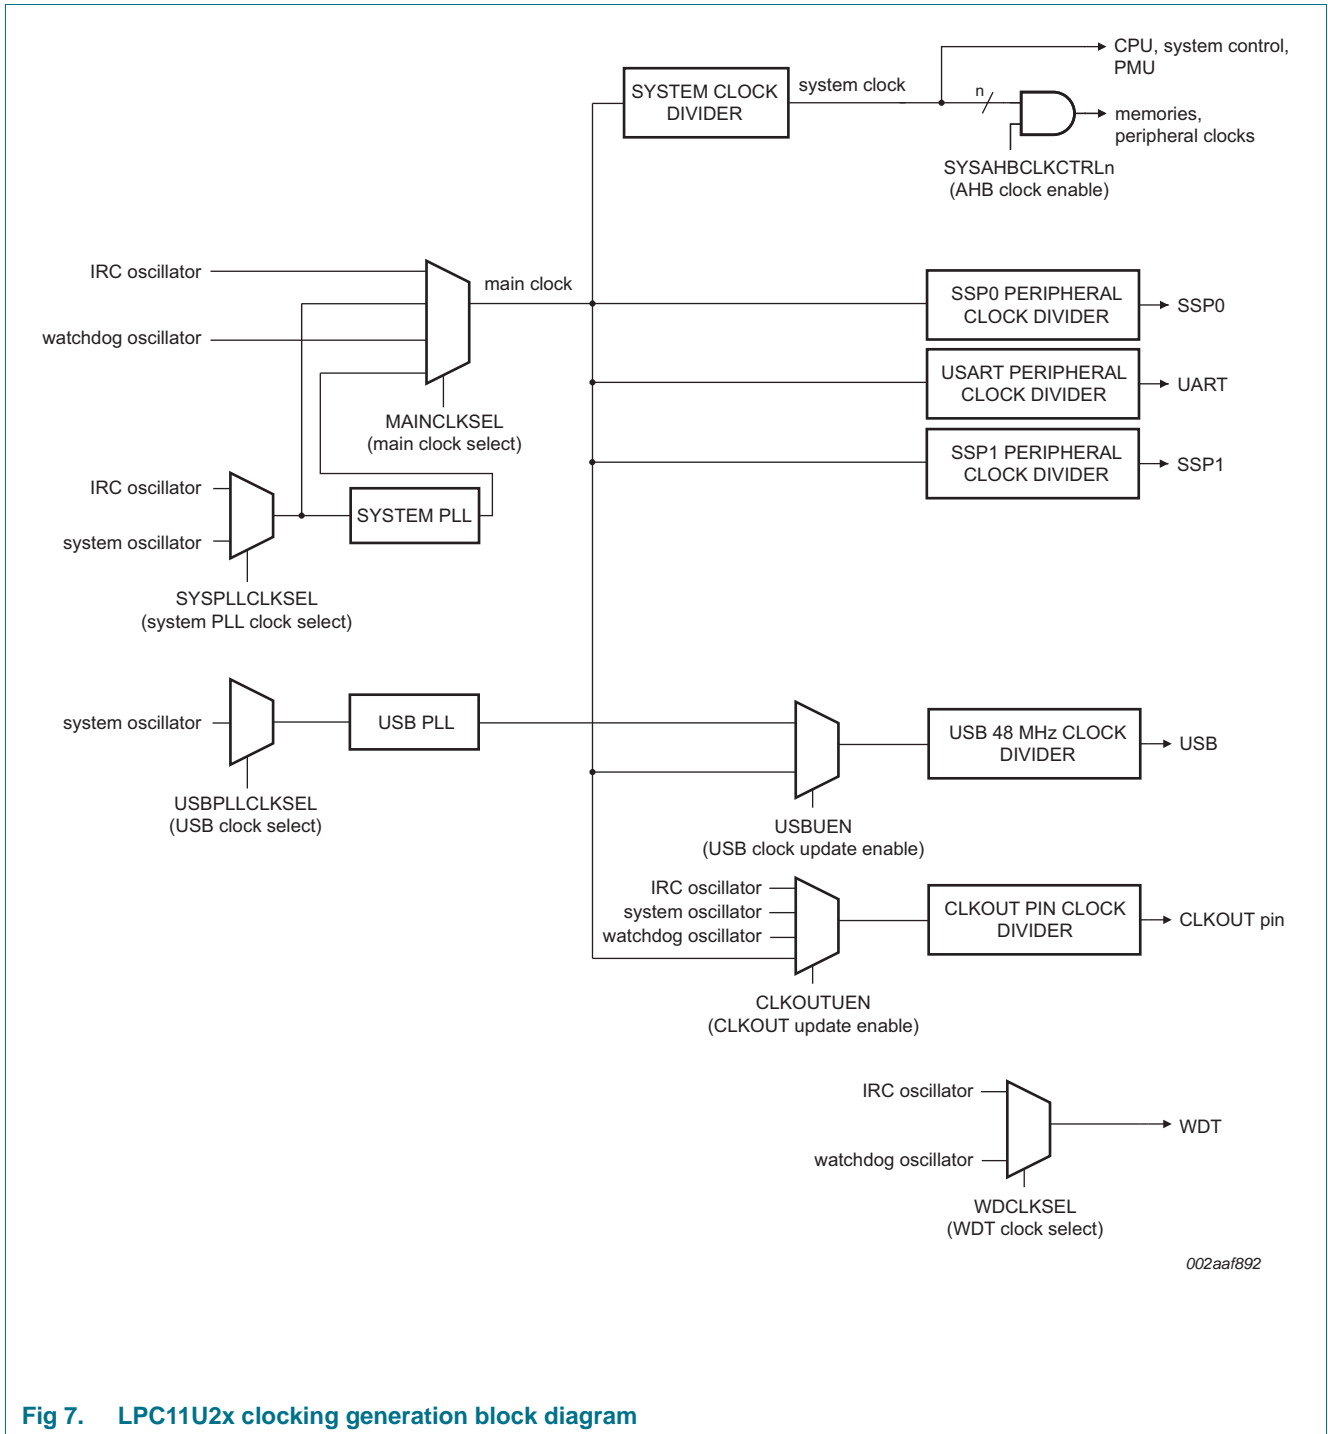 CPU, system control,
PMU
SYSTEM CLOCK
DIVIDER
system clock
n
memories,
peripheral clocks
SYSAHBCLKCTRLn
(AHB clock enable)
IRC oscillator
main clock
watchdog oscillator
SSP0 PERIPHERAL
CLOCK DIVIDER
SSP0
USART PERIPHERAL
CLOCK DIVIDER
UART
MAINCLKSEL
(main clock select)
SSP1 PERIPHERAL
CLOCK DIVIDER
SSP1
IRC oscillator
system oscillator
SYSTEM PLL
SYSPLLCLKSEL
(system PLL clock select)
system oscillator
USB PLL
USB 48 MHz CLOCK
DIVIDER
USB
USBPLLCLKSEL
(USB clock select)
USBUEN
(USB clock update enable)
IRC oscillator
system oscillator
watchdog oscillator
CLKOUT PIN CLOCK
DIVIDER
CLKOUT pin
CLKOUTUEN
(CLKOUT update enable)
IRC oscillator
watchdog oscillator
WDT
WDCLKSEL
(WDT clock select)
002aaf892
Fig 7. LPC11U2x clocking generation block diagram